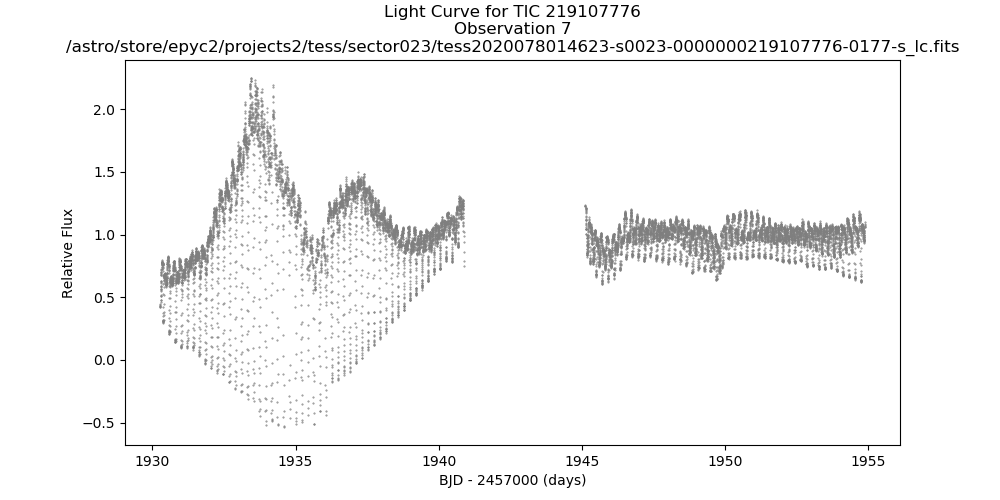 Light Curve for TIC 219107776
Observation 7
/astro/store/epyc2/projects2/tess/sector023/tess2020078014623-s0023-0000000219107776-0177-s_lc.fits
Relative Flux
2.0
1.5
1.0
0.5
0.0
−0.5
1930
1935
1940
1945
1950
1955
BJD - 2457000 (days)